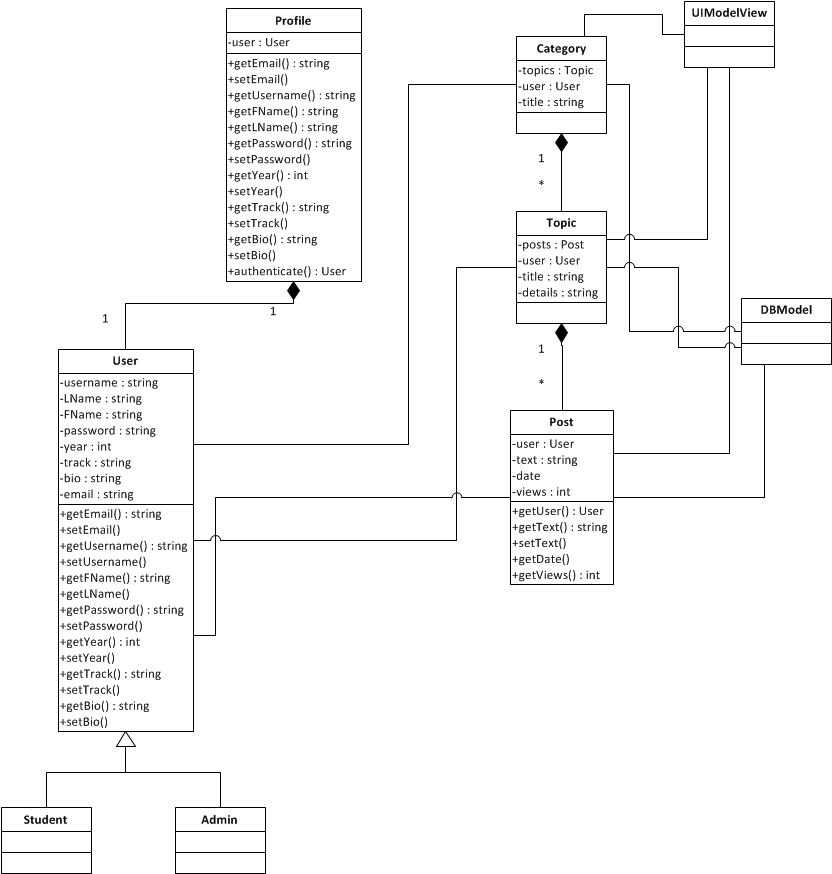 Profile
-user : User
+getEmail() : string
+setEmail()
+getUsername() : string
+getFName() : string
+getLName() : string
+getPassword() : string
+setPassword()
+getYear() : int
+setYear()
+getTrack() : string
+setTrack()
+getBio() : string
+setBio()
+authenticate() : User
1
1
User
-username : string
-LName : string
-FName : string
-password : string
-year : int
-track : string
-bio : string
-email : string
+getEmail() : string
+setEmail()
+getUsername() : string
+setUsername()
+getFName() : string
+getLName()
+getPassword() : string
+setPassword()
+getYear() : int
+setYear()
+getTrack() : string
+setTrack()
+getBio() : string
+setBio()
Student
Admin
Category
-topics : Topic
-user : User
-title : string
1
*
Topic
-posts : Post
-user : User
-title : string
-details : string
1
*
Post
-user : User
-text : string
-date
-views : int
+getUser() : User
+getText() : string
+setText()
+getDate()
+getViews() : int
UIModelView
DBModel